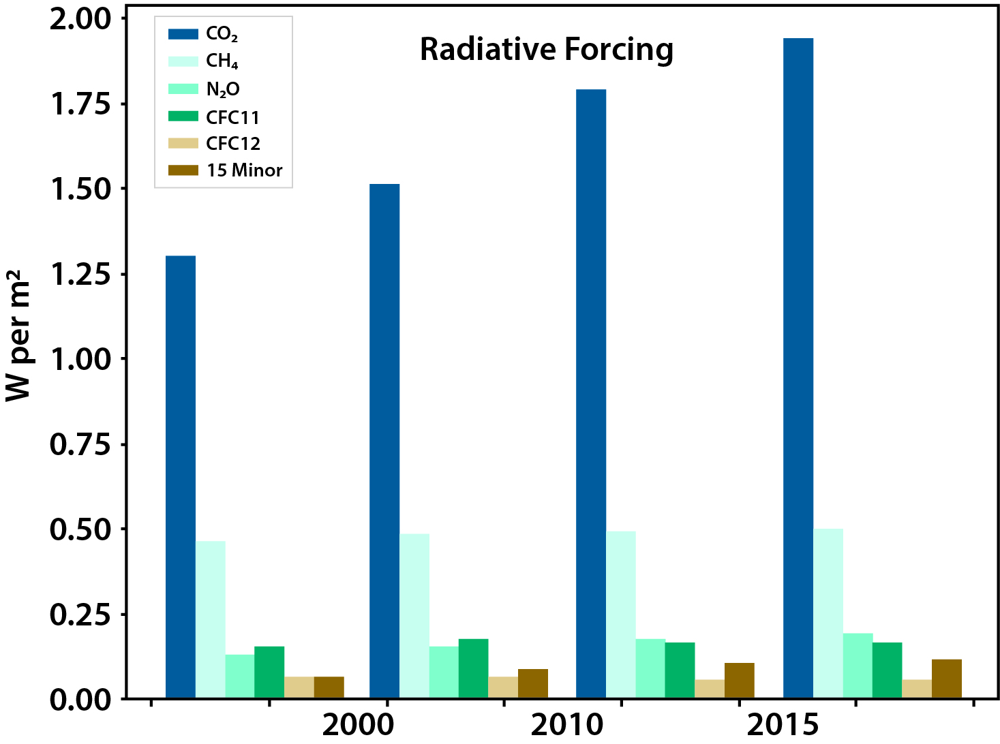 Radiative Forcing
CO₂
CH₄
N₂O
CFC11
CFC12
15 Minor
W per m²
2.00
1.75
1.50
1.25
1.00
0.75
0.50
0.25
0.00
2000
2010
2015